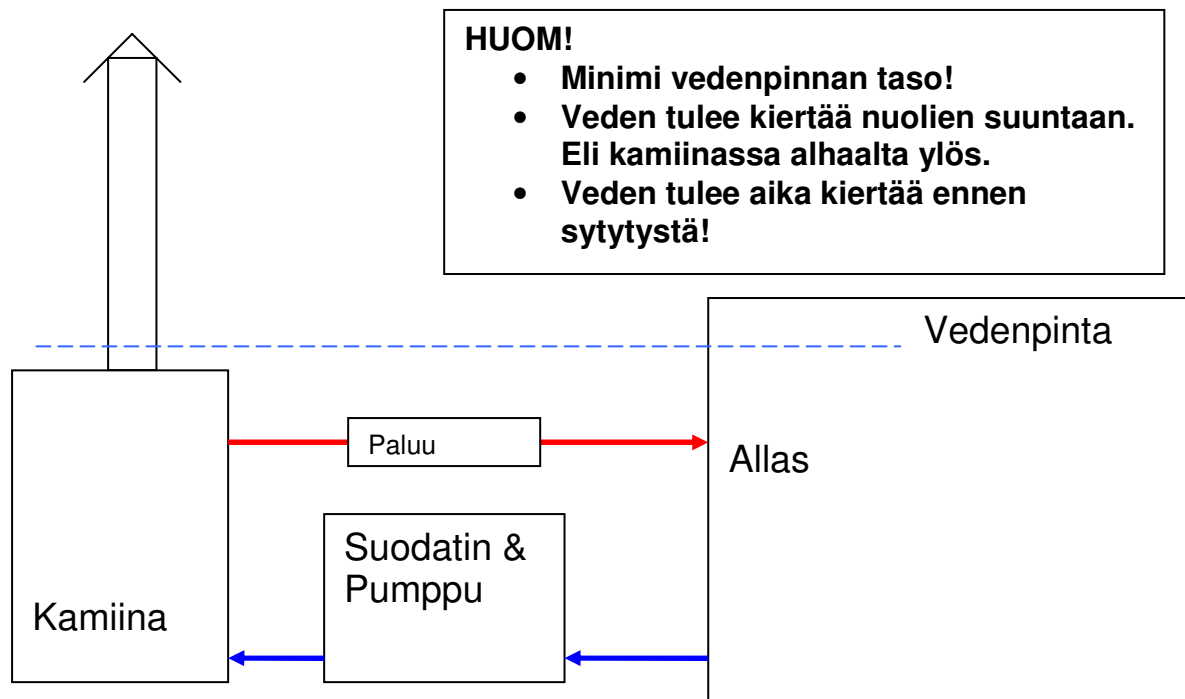 HUOM!
• Minimi vedenpinnan taso!
• Veden tulee kiertää nuolien suuntaan.
Eli kamiinassa alhaalta ylös.
• Veden tulee aika kiertää ennen
sytytystä!
Vedenpinta
Paluu
Allas
Suodatin &
Pumppu
Kamiina